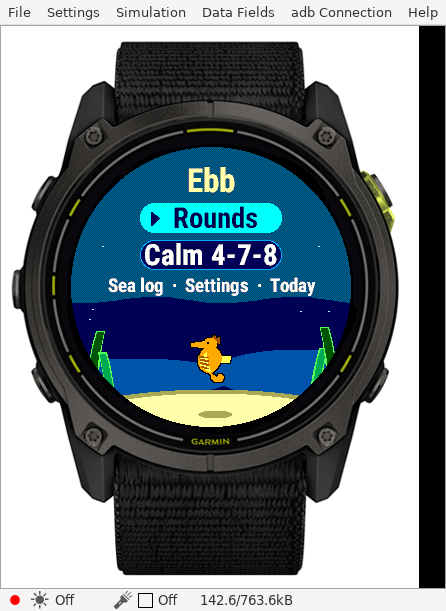 File Settings Simulation Data Fields adb Connection Help
Ebb
Rounds
Calm 4-7-8
Sea log · Settings · Today
GARMIN
Off Off 142.6/763.6kB